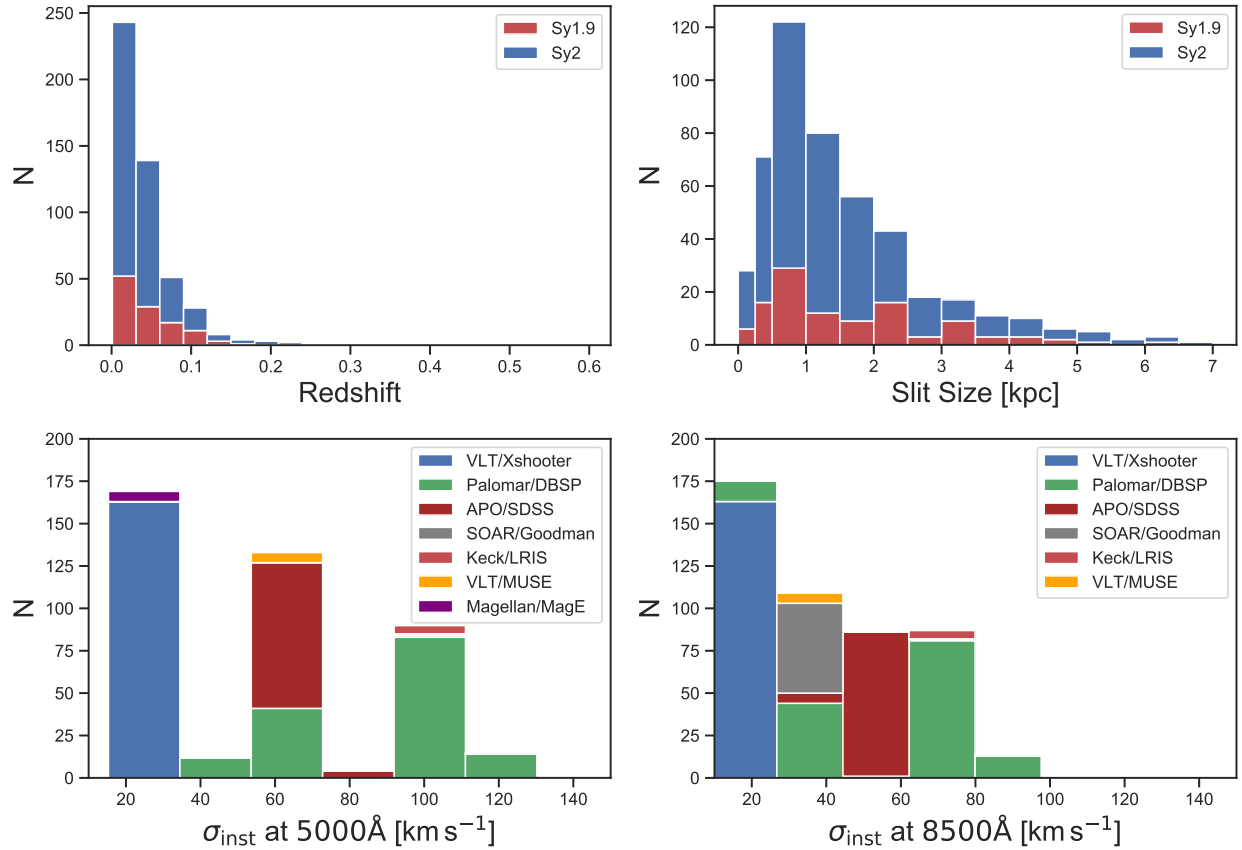 250
200
150
100
50
0
N
Sy1.9
Sy2
0.0 0.1 0.2 0.3 0.4 0.5 0.6
Redshift
120
100
80
60
40
20
0
N
Sy1.9
Sy2
0 1 2 3 4 5 6 7
Slit Size [kpc]
200
175
150
125
100
75
50
25
0
N
VLT/Xshooter
Palomar/DBSP
APO/SDSS
SOAR/Goodman
Keck/LRIS
VLT/MUSE
Magellan/MagE
20 40 60 80 100 120 140
σinst at 5000Å [km s−1]
200
175
150
125
100
75
50
25
0
N
VLT/Xshooter
Palomar/DBSP
APO/SDSS
SOAR/Goodman
Keck/LRIS
VLT/MUSE
20 40 60 80 100 120 140
σinst at 8500Å [km s−1]